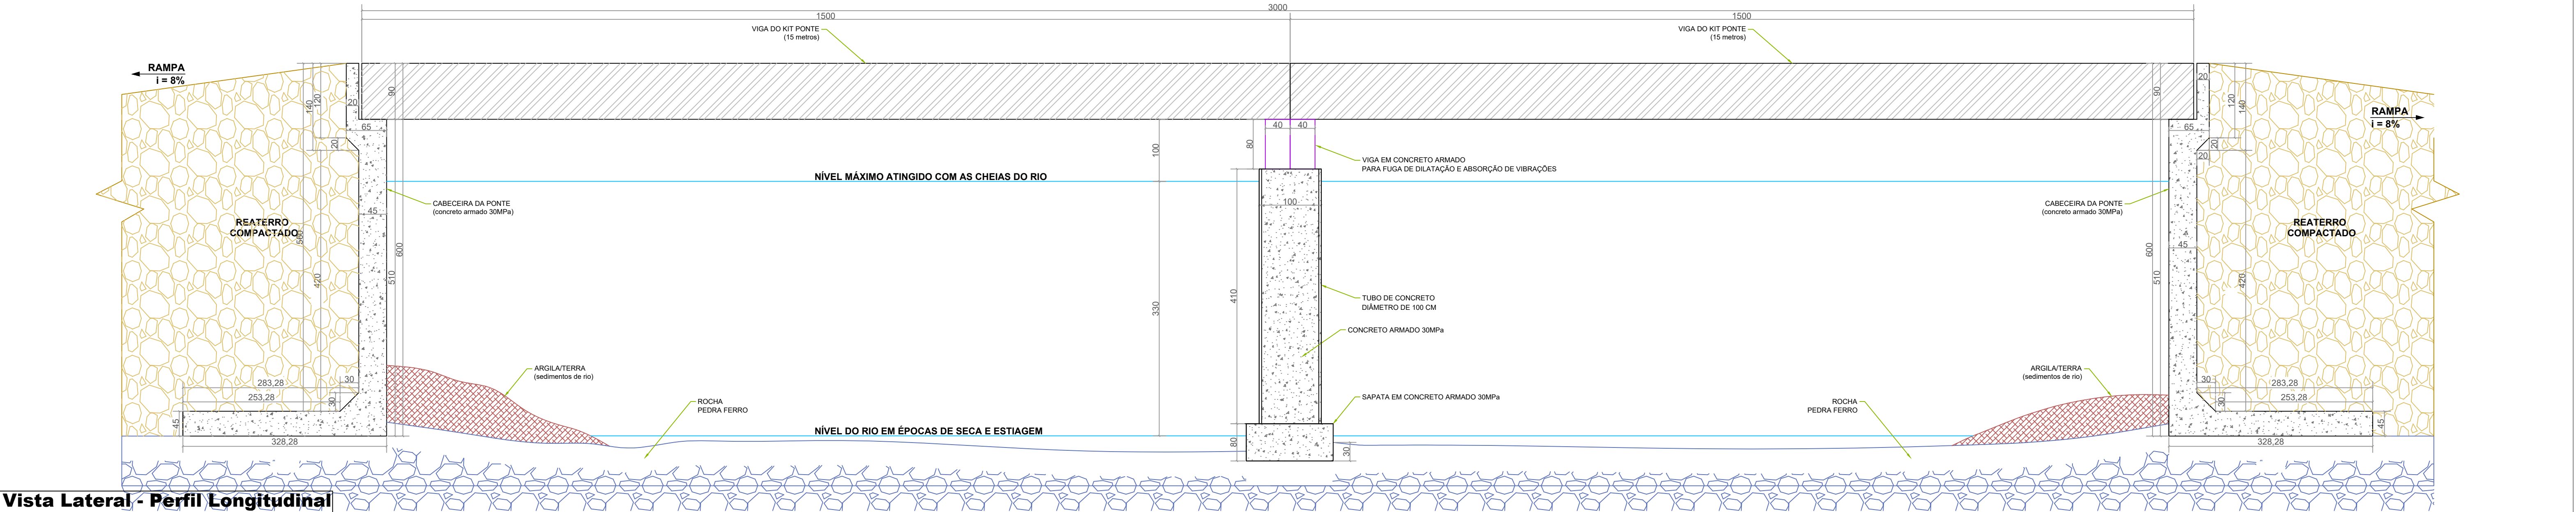 3000
1500
1500
VIGA DO KIT PONTE
(15 metros)
VIGA DO KIT PONTE
(15 metros)
RAMPA
i = 8%
RAMPA
i = 8%
90
140
120
20
65
20
40
40
80
100
90
20
120
140
65
20
20
VIGA EM CONCRETO ARMADO
PARA FUGA DE DILATAÇÃO E ABSORÇÃO DE VIBRAÇÕES
NÍVEL MÁXIMO ATINGIDO COM AS CHEIAS DO RIO
CABECEIRA DA PONTE
(concreto armado 30MPa)
CABECEIRA DA PONTE
(concreto armado 30MPa)
45
100
45
REATERRO
COMPACTADO
REATERRO
COMPACTADO
560
600
510
420
330
410
600
510
420
TUBO DE CONCRETO
DIÂMETRO DE 100 CM
CONCRETO ARMADO 30MPa
ARGILA/TERRA
(sedimentos de rio)
ARGILA/TERRA
(sedimentos de rio)
283,28
30
253,28
30
45
328,28
30
283,28
253,28
30
45
328,28
ROCHA
PEDRA FERRO
SAPATA EM CONCRETO ARMADO 30MPa
ROCHA
PEDRA FERRO
NÍVEL DO RIO EM ÉPOCAS DE SECA E ESTIAGEM
80
30
Vista Lateral - Perfil Longitudinal